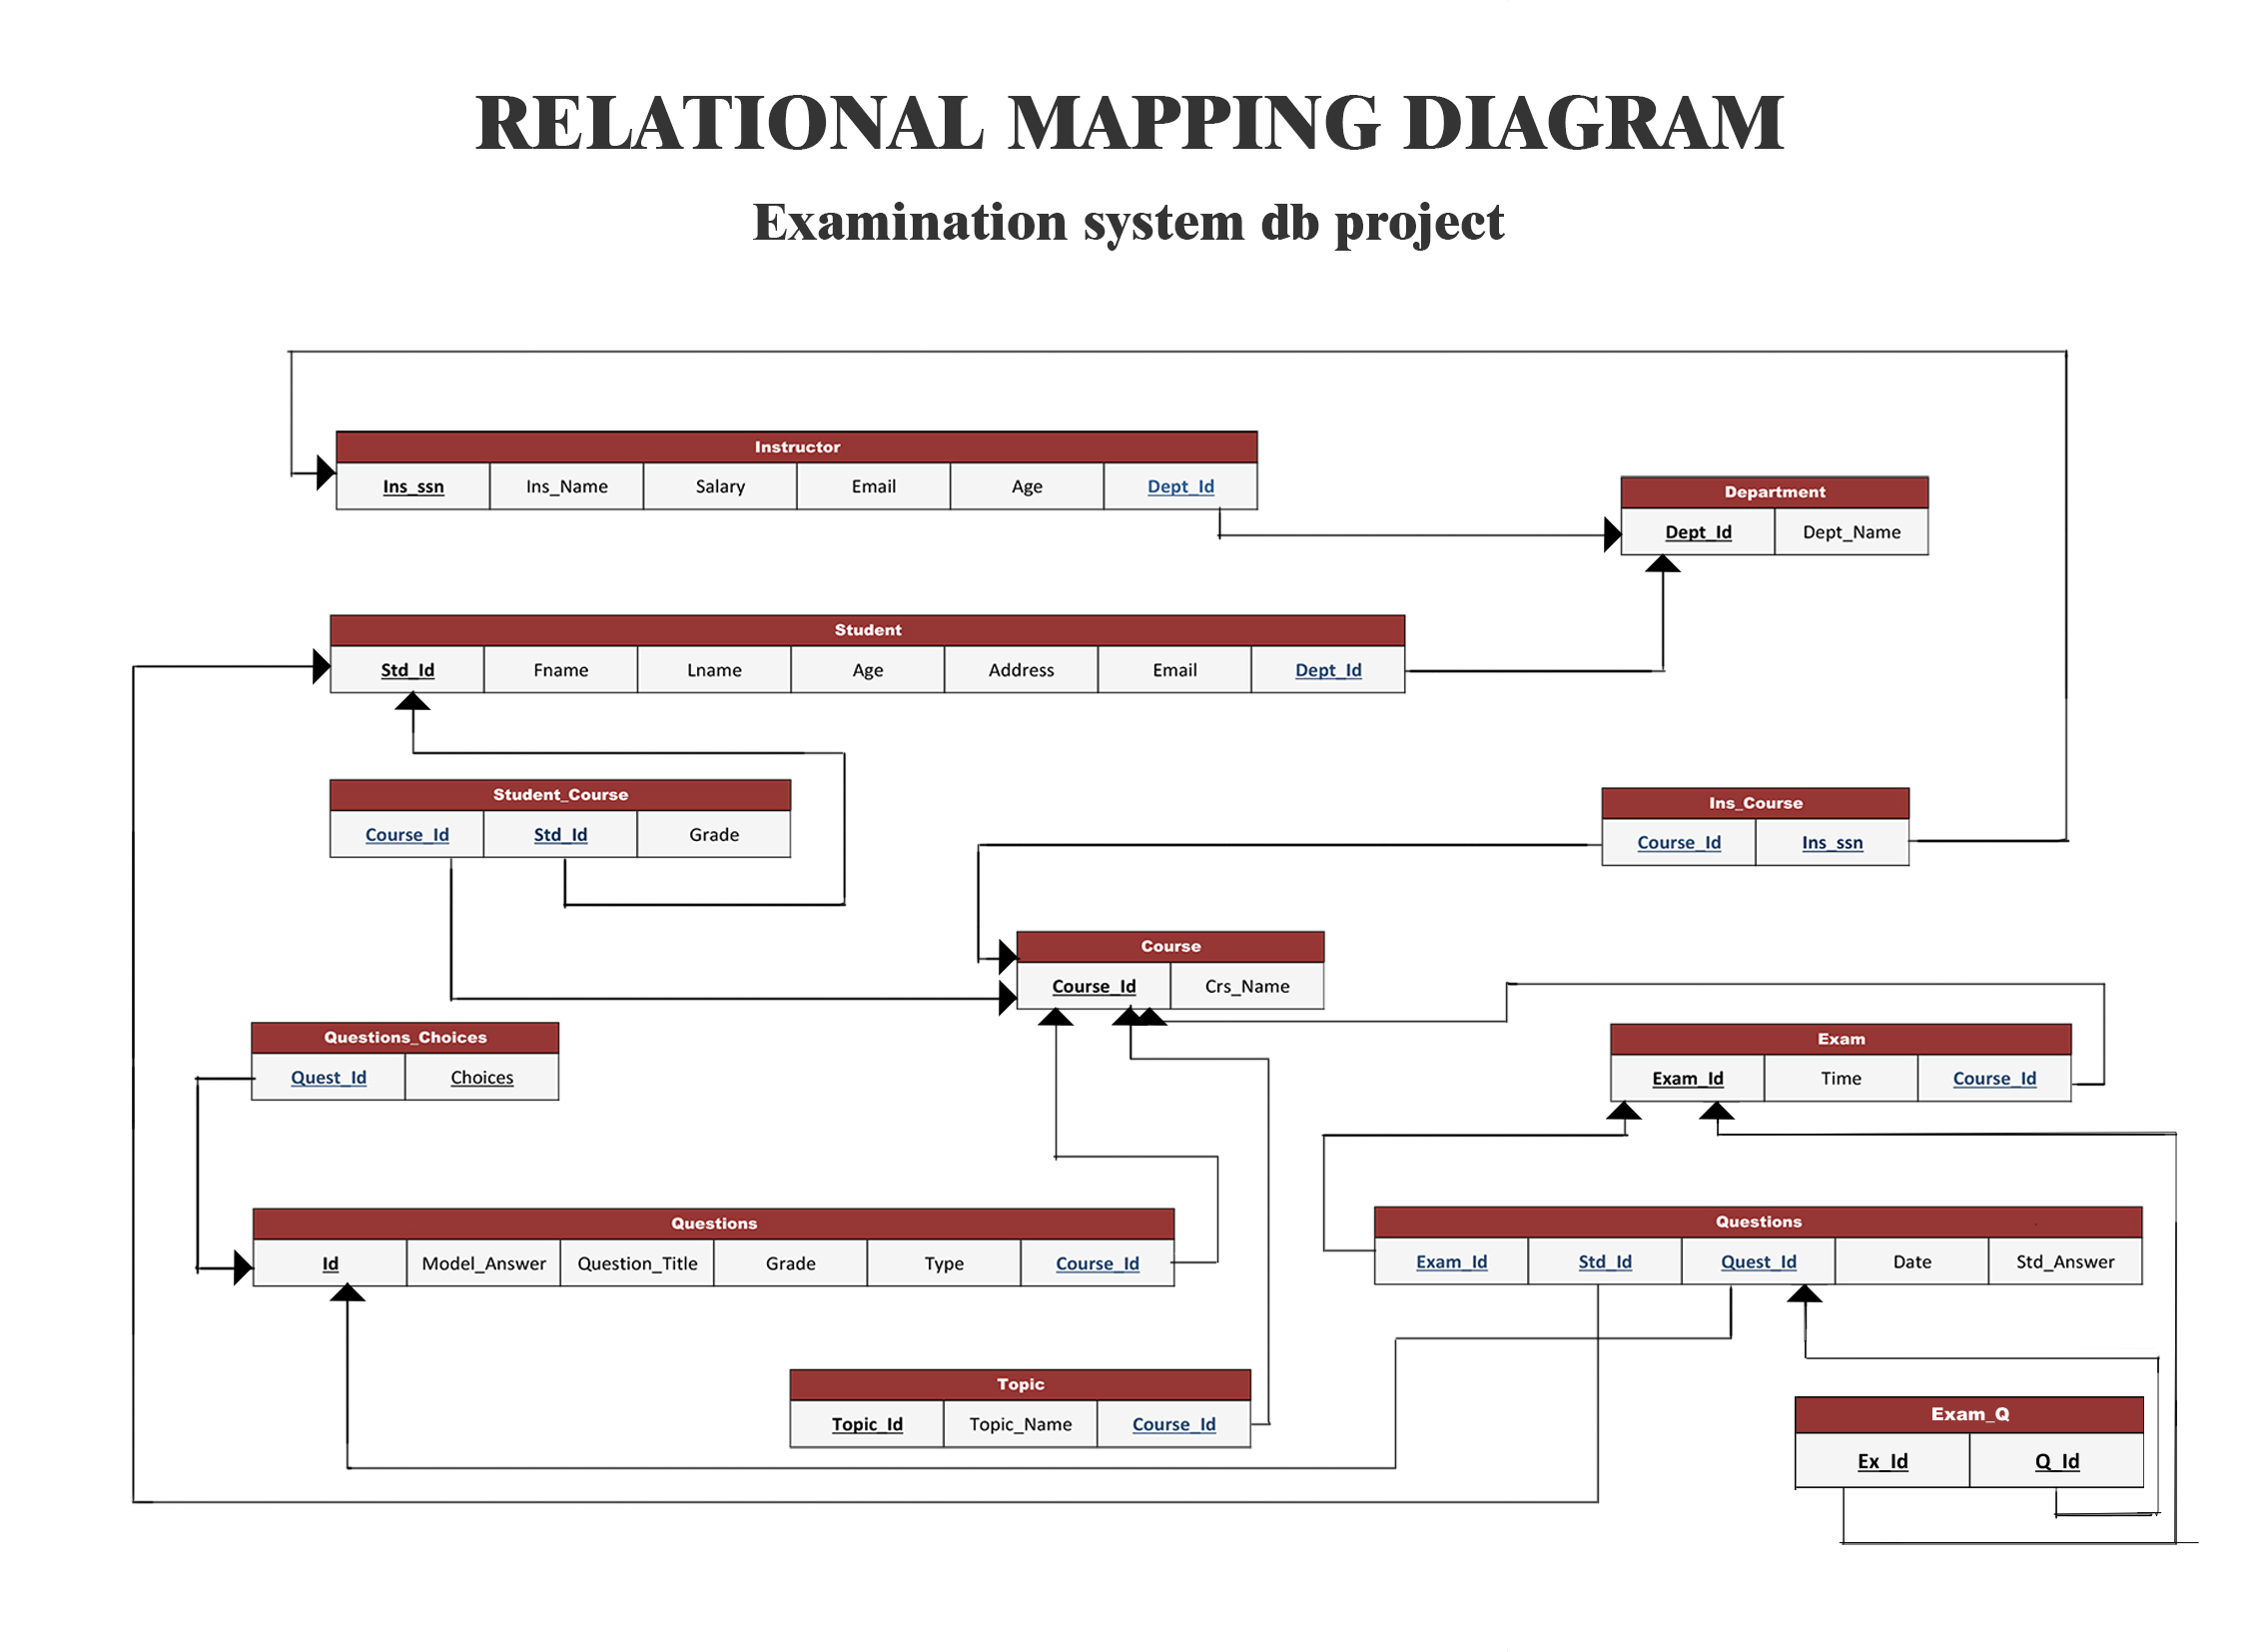 RELATIONAL MAPPING DIAGRAM
Examination system db project
Instructor
Ins_ssn Ins_Name Salary Email Age Dept_Id
Department
Dept_Id Dept_Name
Student
Std_Id Fname Lname Age Address Email Dept_Id
Student_Course
Course_Id Std_Id Grade
Ins_Course
Course_Id Ins_ssn
Course
Course_Id Crs_Name
Questions_Choices
Quest_Id Choices
Exam
Exam_Id Time Course_Id
Questions
Id Model_Answer Question_Title Grade Type Course_Id
Questions
Exam_Id Std_Id Quest_Id Date Std_Answer
Topic
Topic_Id Topic_Name Course_Id
Exam_Q
Ex_Id Q_Id